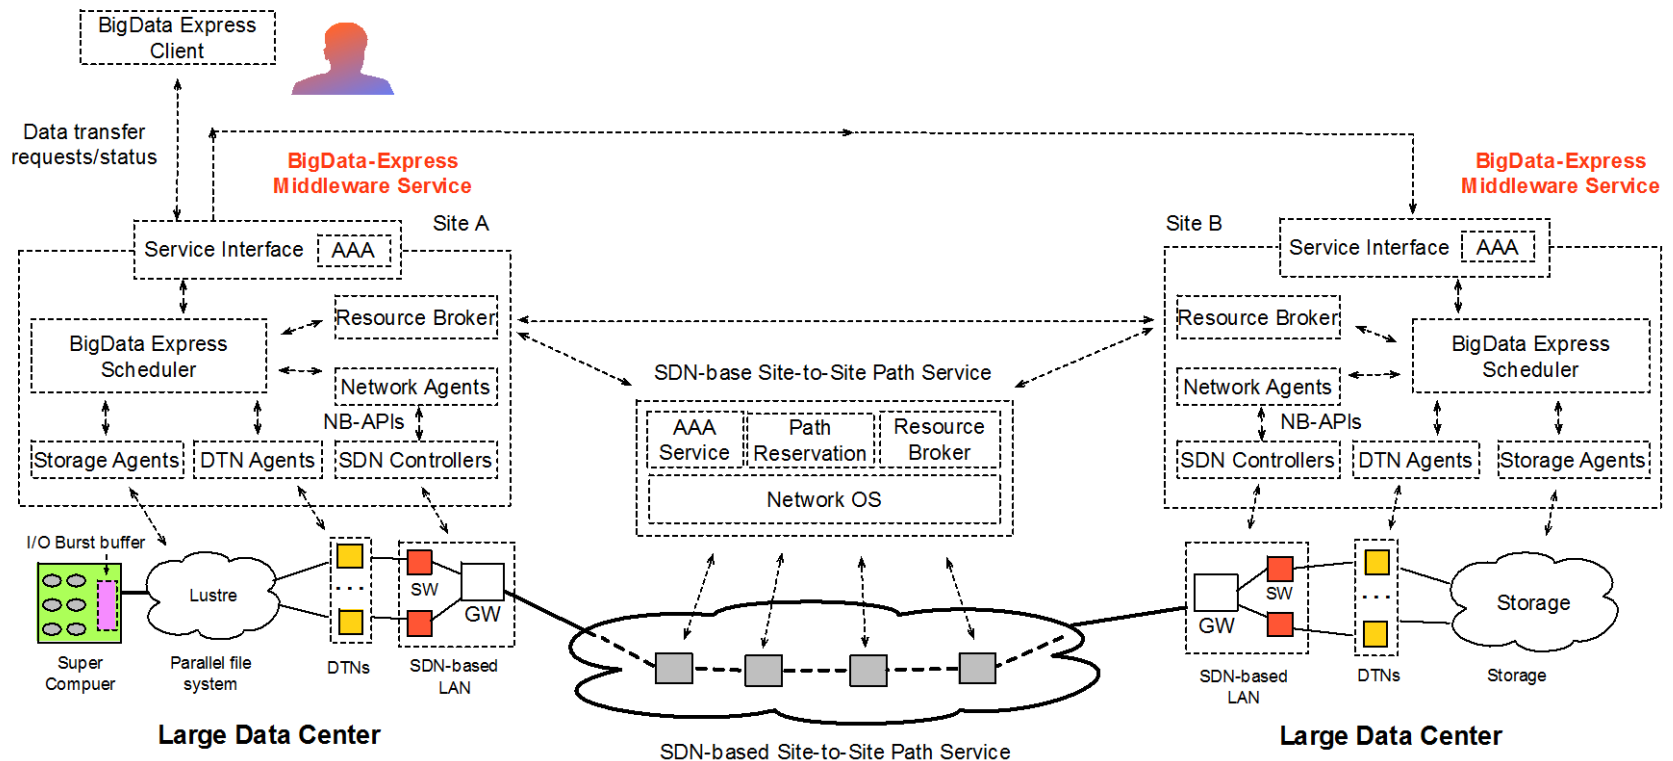 BigData Express
Client
Data transfer
requests/status
BigData-Express
Middleware Service
BigData-Express
Middleware Service
Site A
Site B
Service Interface
AAA
Service Interface
AAA
Resource Broker
Resource Broker
BigData Express
Scheduler
BigData Express
Scheduler
SDN-base Site-to-Site Path Service
Network Agents
Network Agents
NB-APIs
NB-APIs
AAA
Service
Path
Reservation
Resource
Broker
Storage Agents
DTN Agents
SDN Controllers
SDN Controllers
DTN Agents
Storage Agents
Network OS
I/O Burst buffer
Lustre
...
SW
GW
GW
SW
...
Storage
Super
Compuer
Parallel file
system
DTNs
SDN-based
LAN
SDN-based
LAN
DTNs
Storage
Large Data Center
Large Data Center
SDN-based Site-to-Site Path Service